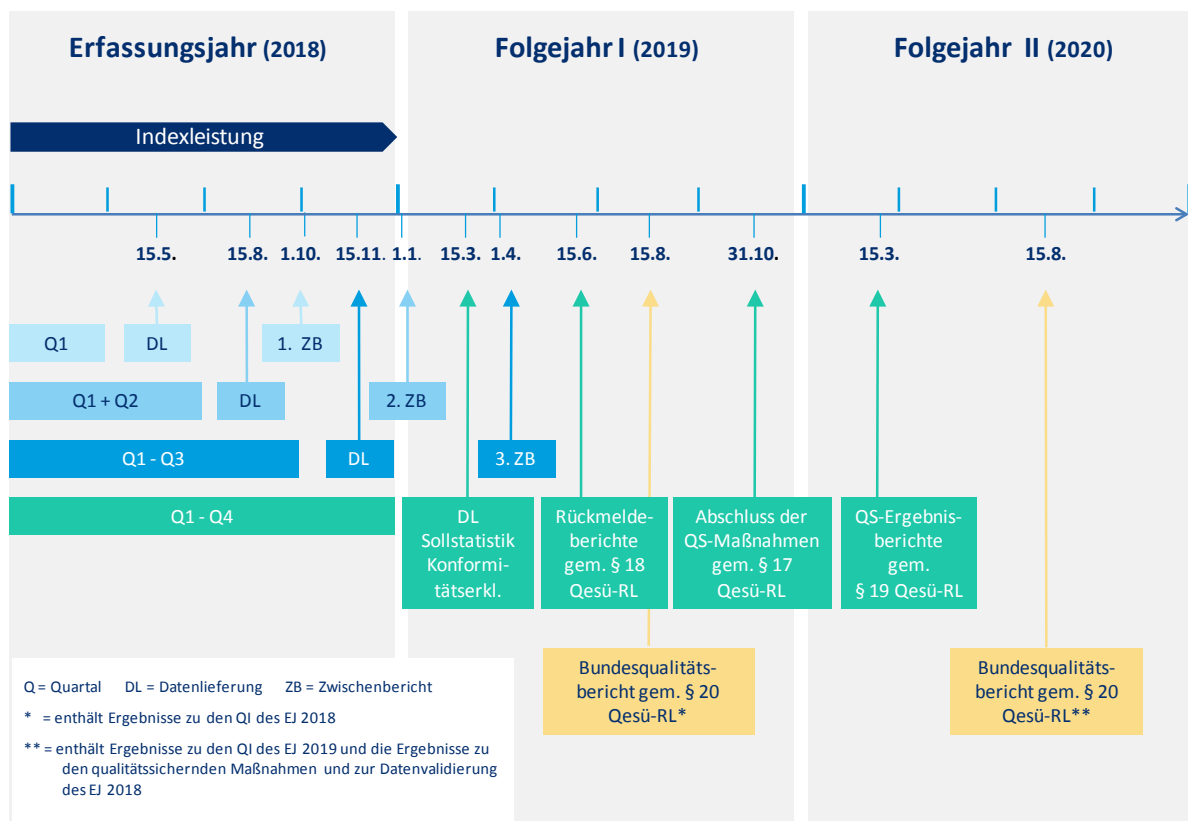 Erfassungsjahr (2018)
Folgejahr I (2019)
Folgejahr II (2020)
Indexleistung
15.5.
15.8.
1.10.
15.11.
1.1.
15.3.
1.4.
15.6.
15.8.
31.10.
15.3.
15.8.
Q1
DL
1. ZB
Q1 + Q2
DL
2. ZB
Q1 - Q3
DL
3. ZB
Q1 - Q4
DL
Sollstatistik
Konformi-
tätserkl.
Rückmelde-
berichte
gem. § 18
Qesü-RL
Abschluss der
QS-Maßnahmen
gem. § 17
Qesü-RL
QS-Ergebnis-
berichte
gem.
§ 19 Qesü-RL
Bundesqualitäts-
bericht gem. § 20
Qesü-RL*
Bundesqualitäts-
bericht gem. § 20
Qesü-RL**
Q = Quartal DL = Datenlieferung ZB = Zwischenbericht
* = enthält Ergebnisse zu den QI des EJ 2018
** = enthält Ergebnisse zu den QI des EJ 2019 und die Ergebnisse zu
den qualitätssichernden Maßnahmen und zur Datenvalidierung
des EJ 2018